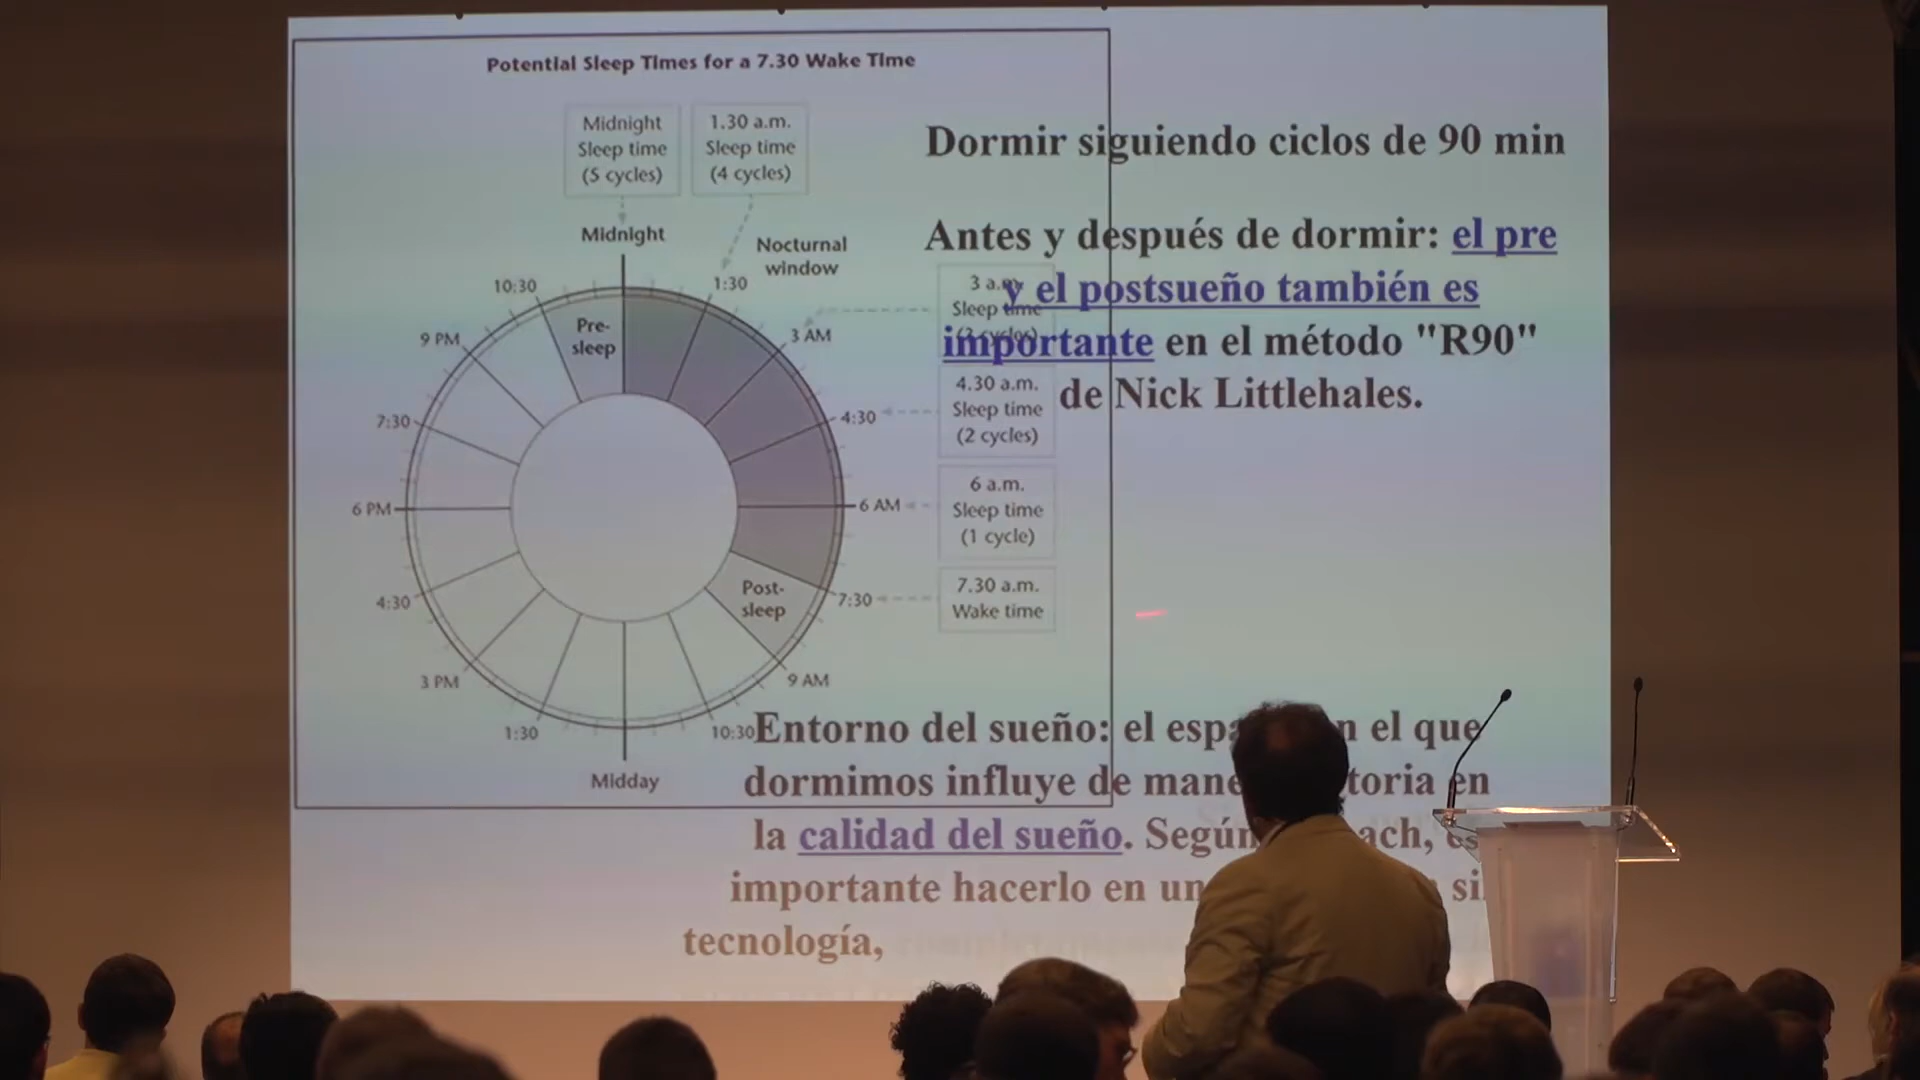 Potential Sleep Times for a 7.30 Wake Time
Midnight
Sleep time
(5 cycles)
1.30 a.m.
Sleep time
(4 cycles)
Midnight
Nocturnal
window
10:30
1:30
Pre-
sleep
9 PM
3 AM
3 a.m.
Sleep time
(3 cycles)
7:30
4:30
4.30 a.m.
Sleep time
(2 cycles)
6 PM
6 AM
6 a.m.
Sleep time
(1 cycle)
4:30
Post-
sleep
7:30
7.30 a.m.
Wake time
3 PM
9 AM
1:30
10:30
Midday
Dormir siguiendo ciclos de 90 min
Antes y después de dormir: el pre
y el postsueño también es
importante en el método "R90"
de Nick Littlehales.
Entorno del sueño: el el que
dormimos influye de en
la calidad del sueño. Según
importante hacerlo en
tecnología,